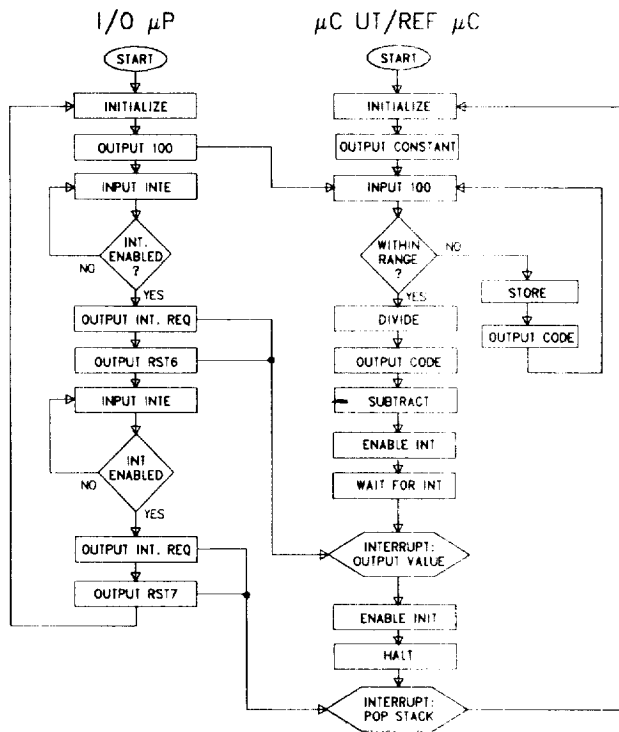 I/O μP
START
INITIALIZE
OUTPUT 100
INPUT INTE
INT.
ENABLED
?
NO
YES
OUTPUT INT. REQ
OUTPUT RST6
INPUT INTE
INT
ENABLED
NO
YES
OUTPUT INT. REQ
OUTPUT RST7
μC UT/REF μC
START
INITIALIZE
OUTPUT CONSTANT
INPUT 100
WITHIN
RANGE
?
NO
YES
STORE
OUTPUT CODE
DIVIDE
OUTPUT CODE
SUBTRACT
ENABLE INT
WAIT FOR INT
INTERRUPT:
OUTPUT VALUE
ENABLE INIT
HALT
INTERRUPT:
POP STACK